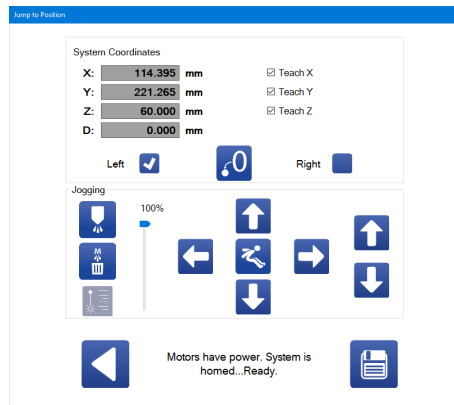 Jump to Position
System Coordinates
X: 114.395 mm Teach X
Y: 221.265 mm Teach Y
Z: 60.000 mm Teach Z
D: 0.000 mm
Left 0 Right
Jogging
100%
M
Motors have power. System is
homed...Ready.